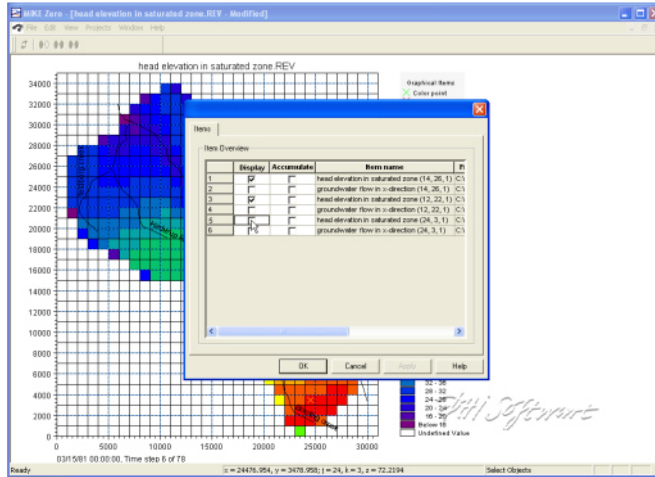 MIKE Zero - [head elevation in saturated zone.REV - Modified]
File Edit View Projects Window Help
head elevation in saturated zone.REV
Graphical Items
Color point
34000
32000
30000
28000
26000
24000
22000
20000
18000
16000
14000
12000
10000
8000
6000
4000
2000
0
0 5000 10000 15000 20000 25000 30000
03/15/81 00:00:00, Time step 6 of 78
Items
Item Overview
Display Accumulate Item name
1 head elevation in saturated zone (14, 26, 1) C:\
2 groundwater flow in x-direction (14, 26, 1) C:\
3 head elevation in saturated zone (12, 22, 1) C:\
4 groundwater flow in x-direction (12, 22, 1) C:\
5 head elevation in saturated zone (24, 3, 1) C:\
6 groundwater flow in x-direction (24, 3, 1) C:\
OK Cancel Apply Help
32 - 36
28 - 32
24 - 28
20 - 24
16 - 20
Below 16
Undefined Value
Ready
x = 24476.954, y = 3478.958; j = 24, k = 3, z = 72.2194
Select Objects